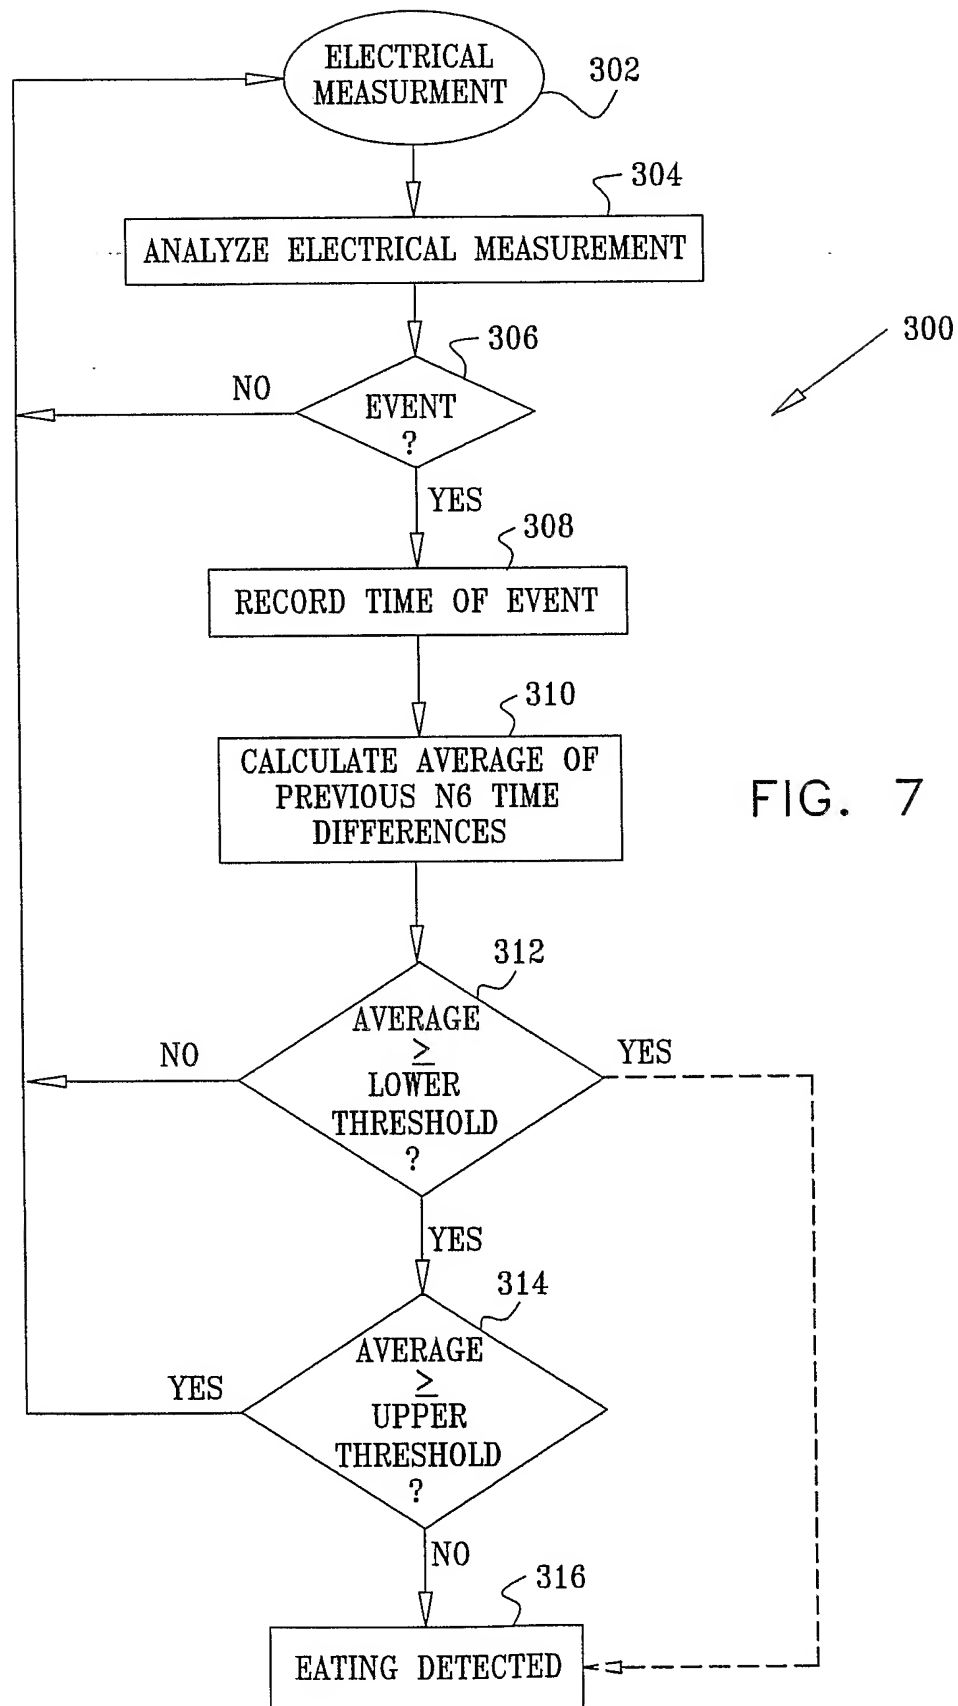 ELECTRICAL
MEASURMENT
302
304
ANALYZE ELECTRICAL MEASUREMENT
300
306
NO
EVENT
?
YES
308
RECORD TIME OF EVENT
310
CALCULATE AVERAGE OF
PREVIOUS N6 TIME
DIFFERENCES
FIG. 7
312
AVERAGE
≥
LOWER
THRESHOLD
?
NO
YES
YES
314
AVERAGE
≥
UPPER
THRESHOLD
?
YES
NO
316
EATING DETECTED